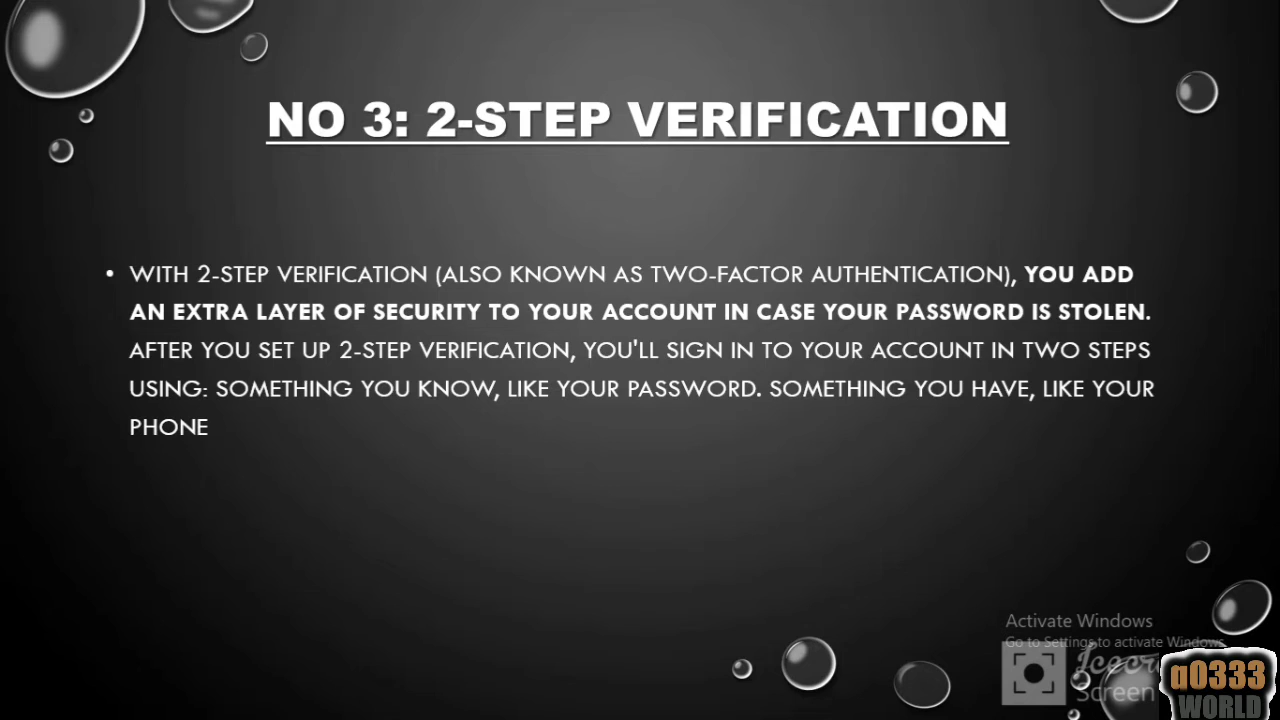 NO 3: 2-STEP VERIFICATION
• WITH 2-STEP VERIFICATION (ALSO KNOWN AS TWO-FACTOR AUTHENTICATION), YOU ADD
AN EXTRA LAYER OF SECURITY TO YOUR ACCOUNT IN CASE YOUR PASSWORD IS STOLEN.
AFTER YOU SET UP 2-STEP VERIFICATION, YOU'LL SIGN IN TO YOUR ACCOUNT IN TWO STEPS
USING: SOMETHING YOU KNOW, LIKE YOUR PASSWORD. SOMETHING YOU HAVE, LIKE YOUR
PHONE
Activate Windows
Go to Settings to activate Windows.
Screen
a0333
WORLD